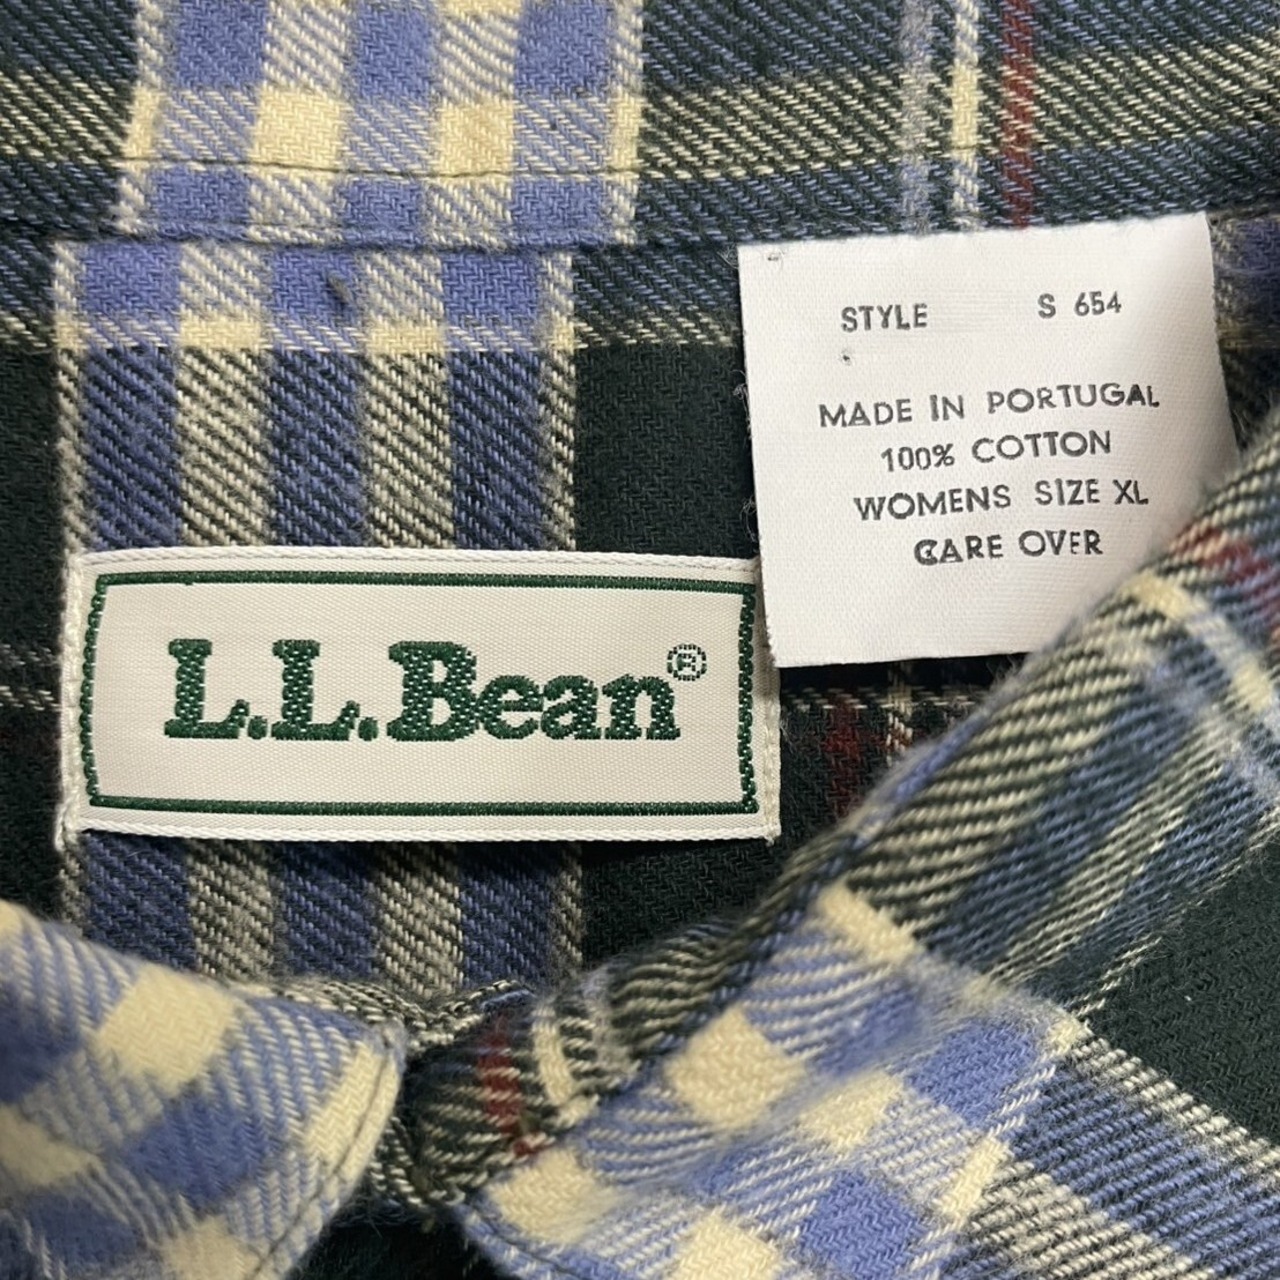 STYLE S 654
MADE IN PORTUGAL
100% COTTON
WOMENS SIZE XL
CARE OVER
L.L.Bean®